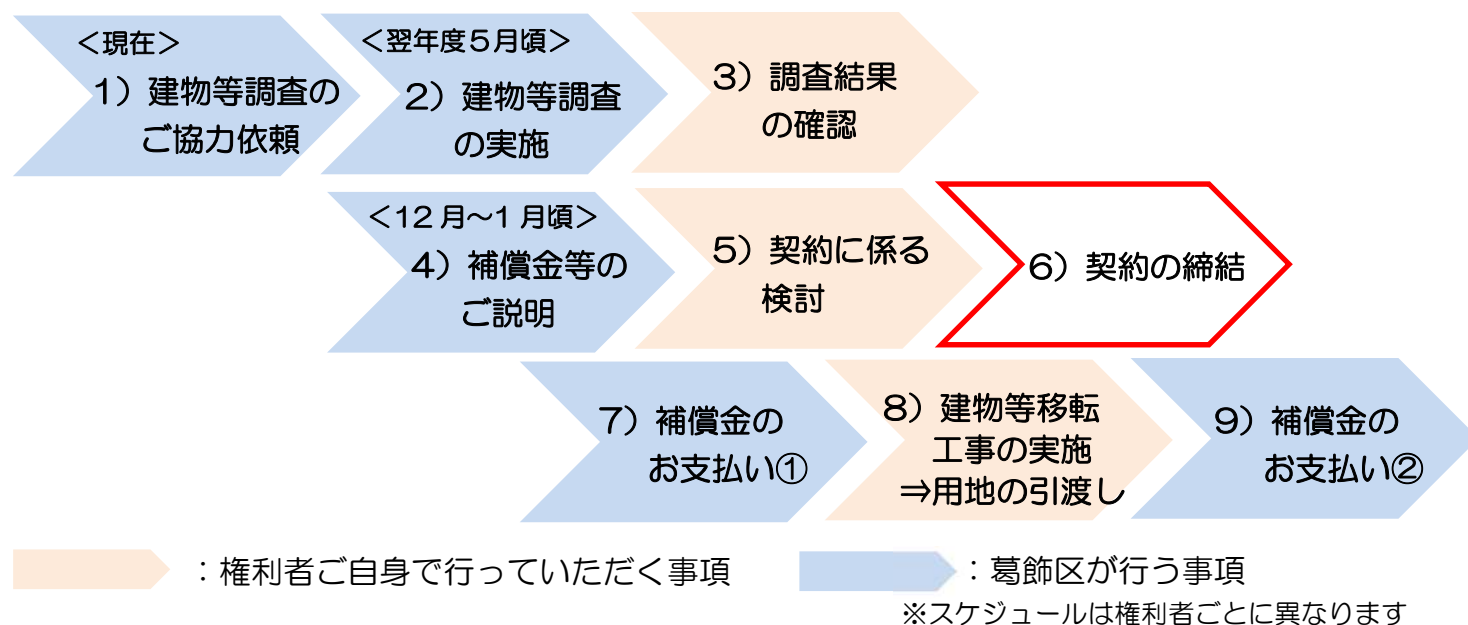 <現在>
1）建物等調査の
ご協力依頼
<翌年度5月頃>
2）建物等調査
の実施
3）調査結果
の確認
<12月～1月頃>
4）補償金等の
ご説明
5）契約に係る
検討
6）契約の締結
7）補償金の
お支払い①
8）建物等移転
工事の実施
⇒用地の引渡し
9）補償金の
お支払い②
：権利者ご自身で行っていただく事項
：葛飾区が行う事項
※スケジュールは権利者ごとに異なります